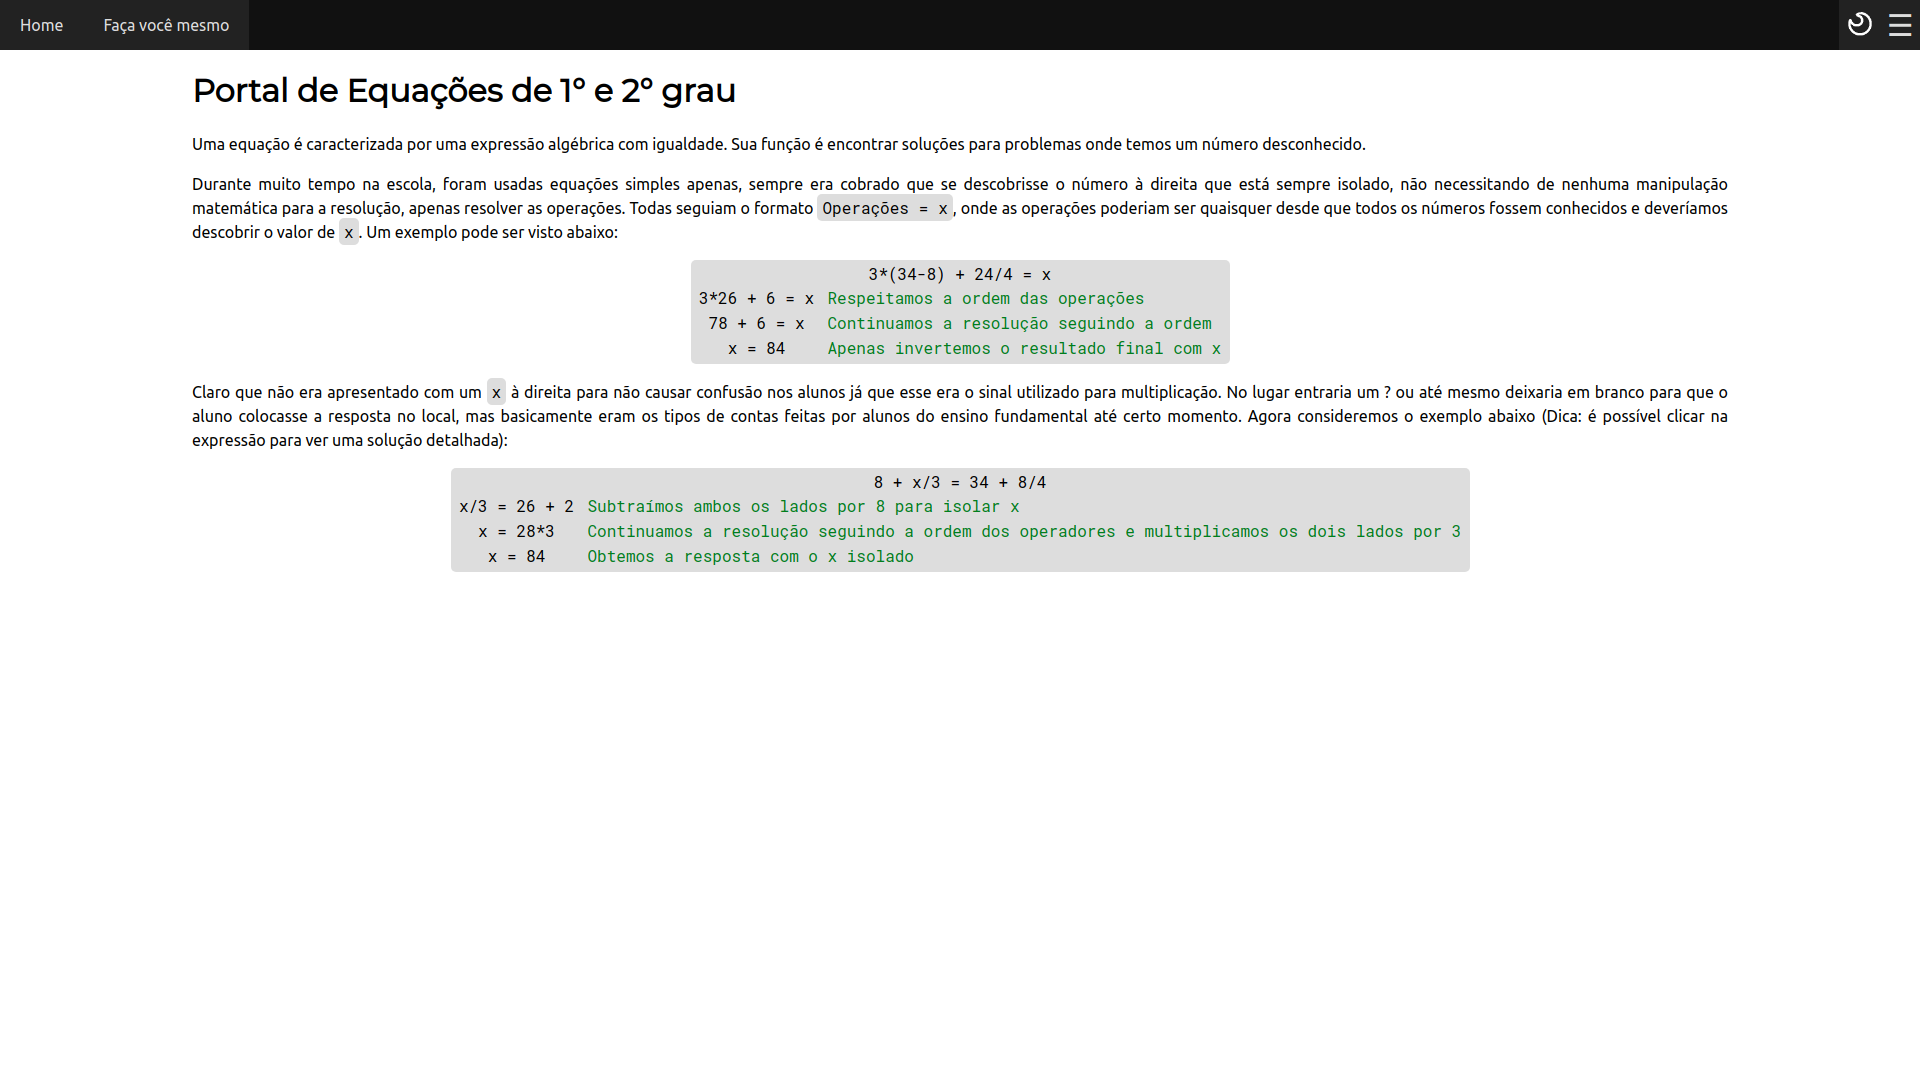 Home
Faça você mesmo
Portal de Equações de 1º e 2º grau
Uma equação é caracterizada por uma expressão algébrica com igualdade. Sua função é encontrar soluções para problemas onde temos um número desconhecido.
Durante muito tempo na escola, foram usadas equações simples apenas, sempre era cobrado que se descobrisse o número à direita que está sempre isolado, não necessitando de nenhuma manipulação
matemática para a resolução, apenas resolver as operações. Todas seguiam o formato Operações = x, onde as operações poderiam ser quaisquer desde que todos os números fossem conhecidos e deveríamos
descobrir o valor de x. Um exemplo pode ser visto abaixo:
3*(34-8) + 24/4 = x
3*26 + 6 = x Respeitamos a ordem das operações
78 + 6 = x Continuamos a resolução seguindo a ordem
x = 84 Apenas invertemos o resultado final com x
Claro que não era apresentado com um x à direita para não causar confusão nos alunos já que esse era o sinal utilizado para multiplicação. No lugar entraria um ? ou até mesmo deixaria em branco para que o
aluno colocasse a resposta no local, mas basicamente eram os tipos de contas feitas por alunos do ensino fundamental até certo momento. Agora consideremos o exemplo abaixo (Dica: é possível clicar na
expressão para ver uma solução detalhada):
8 + x/3 = 34 + 8/4
x/3 = 26 + 2 Subtraímos ambos os lados por 8 para isolar x
x = 28*3 Continuamos a resolução seguindo a ordem dos operadores e multiplicamos os dois lados por 3
x = 84 Obtemos a resposta com o x isolado